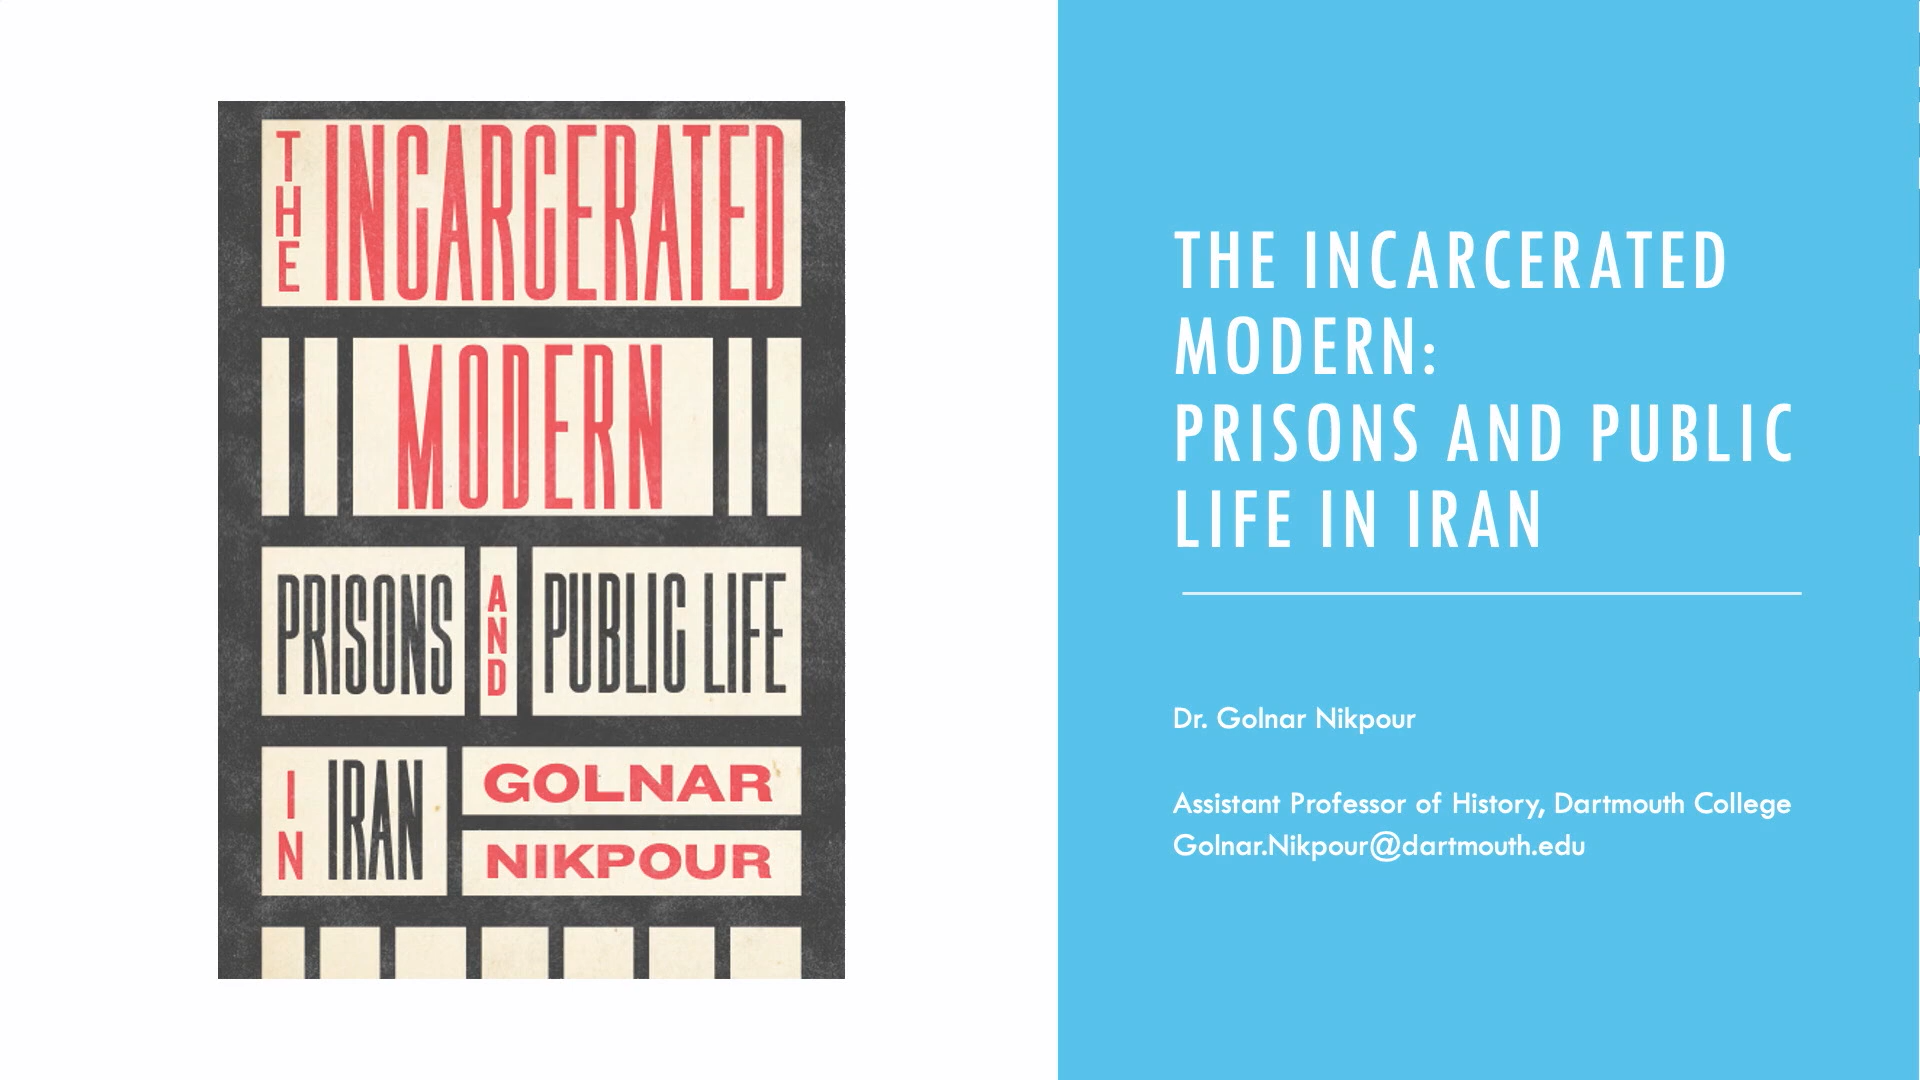 THE INCARCERATED
MODERN
PRISONS AND PUBLIC LIFE
IN IRAN
GOLNAR
NIKPOUR
THE INCARCERATED
MODERN:
PRISONS AND PUBLIC
LIFE IN IRAN
Dr. Golnar Nikpour
Assistant Professor of History, Dartmouth College
Golnar.Nikpour@dartmouth.edu